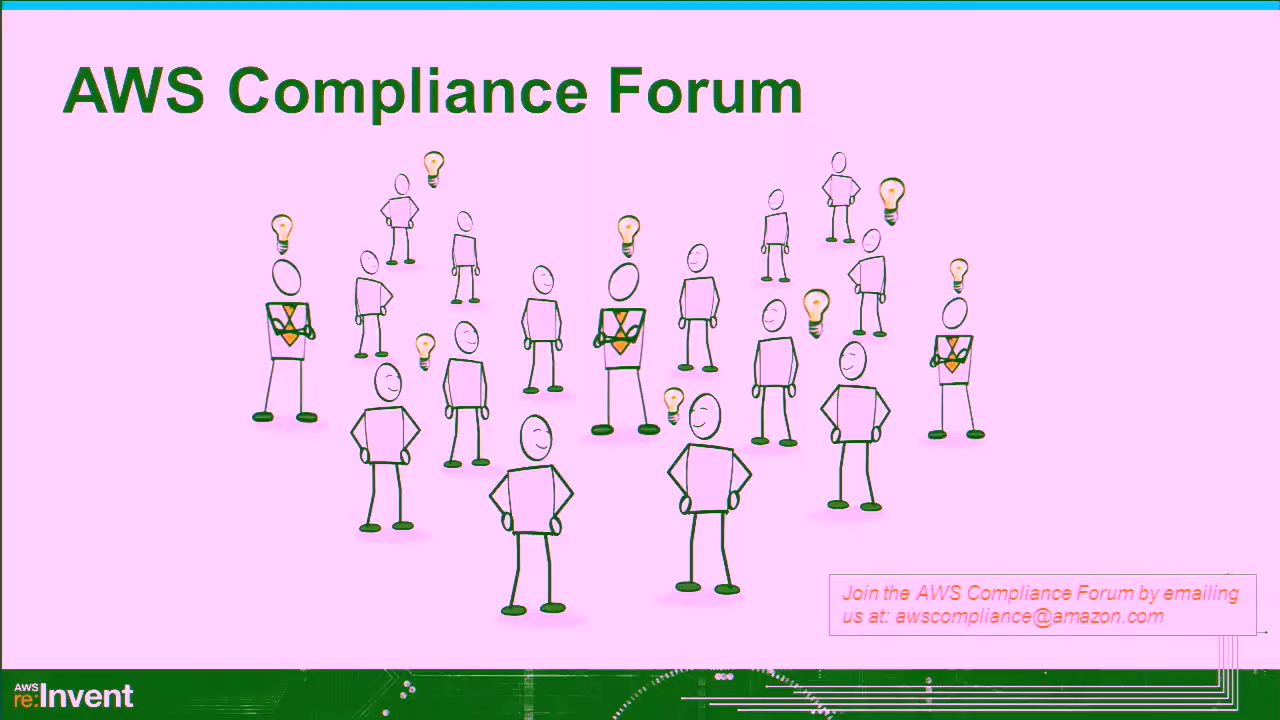 AWS Compliance Forum
Join the AWS Compliance Forum by emailing
us at: awscompliance@amazon.com
AWS
re:Invent